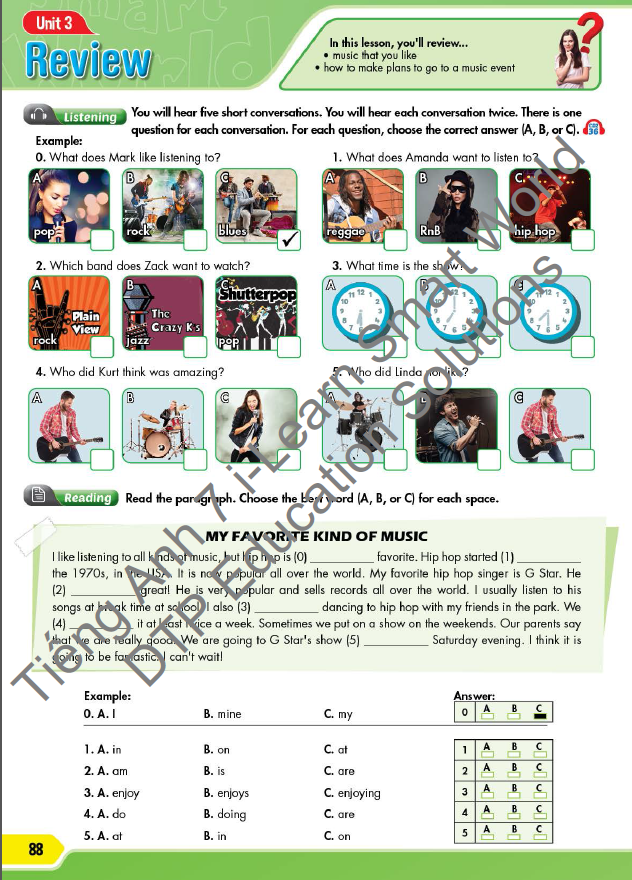 Unit 3
Review
In this lesson, you'll review...
• music that you like
• how to make plans to go to a music event
Listening
You will hear five short conversations. You will hear each conversation twice. There is one
question for each conversation. For each question, choose the correct answer (A, B, or C).
CD2
36
Example:
0. What does Mark like listening to?
A B C
pop rock blues
1. What does Amanda want to listen to?
A B C
reggae RnB hip hop
2. Which band does Zack want to watch?
A B C
Plain View The Crazy K's Shutterpop
rock jazz pop
3. What time is the show?
A B C
4. Who did Kurt think was amazing?
A B C
5. Who did Linda not like?
A B C
Reading
Read the paragraph. Choose the best word (A, B, or C) for each space.
MY FAVORITE KIND OF MUSIC
I like listening to all kinds of music, but hip hop is (0) __________ favorite. Hip hop started (1) __________
the 1970s, in the USA. It is now popular all over the world. My favorite hip hop singer is G Star. He
(2) __________ great! He is very popular and sells records all over the world. I usually listen to his
songs at break time at school. I also (3) __________ dancing to hip hop with my friends in the park. We
(4) __________ it at least twice a week. Sometimes we put on a show on the weekends. Our parents say
that we are really good. We are going to G Star's show (5) __________ Saturday evening. I think it is
going to be fantastic. I can't wait!
Example:
Answer:
0. A. I B. mine C. my
0 A B C
1. A. in B. on C. at
2. A. am B. is C. are
3. A. enjoy B. enjoys C. enjoying
4. A. do B. doing C. are
5. A. at B. in C. on
1 A B C
2 A B C
3 A B C
4 A B C
5 A B C
88
Tiếng Anh 7 i-Learn Smart World
DTP Education Solutions